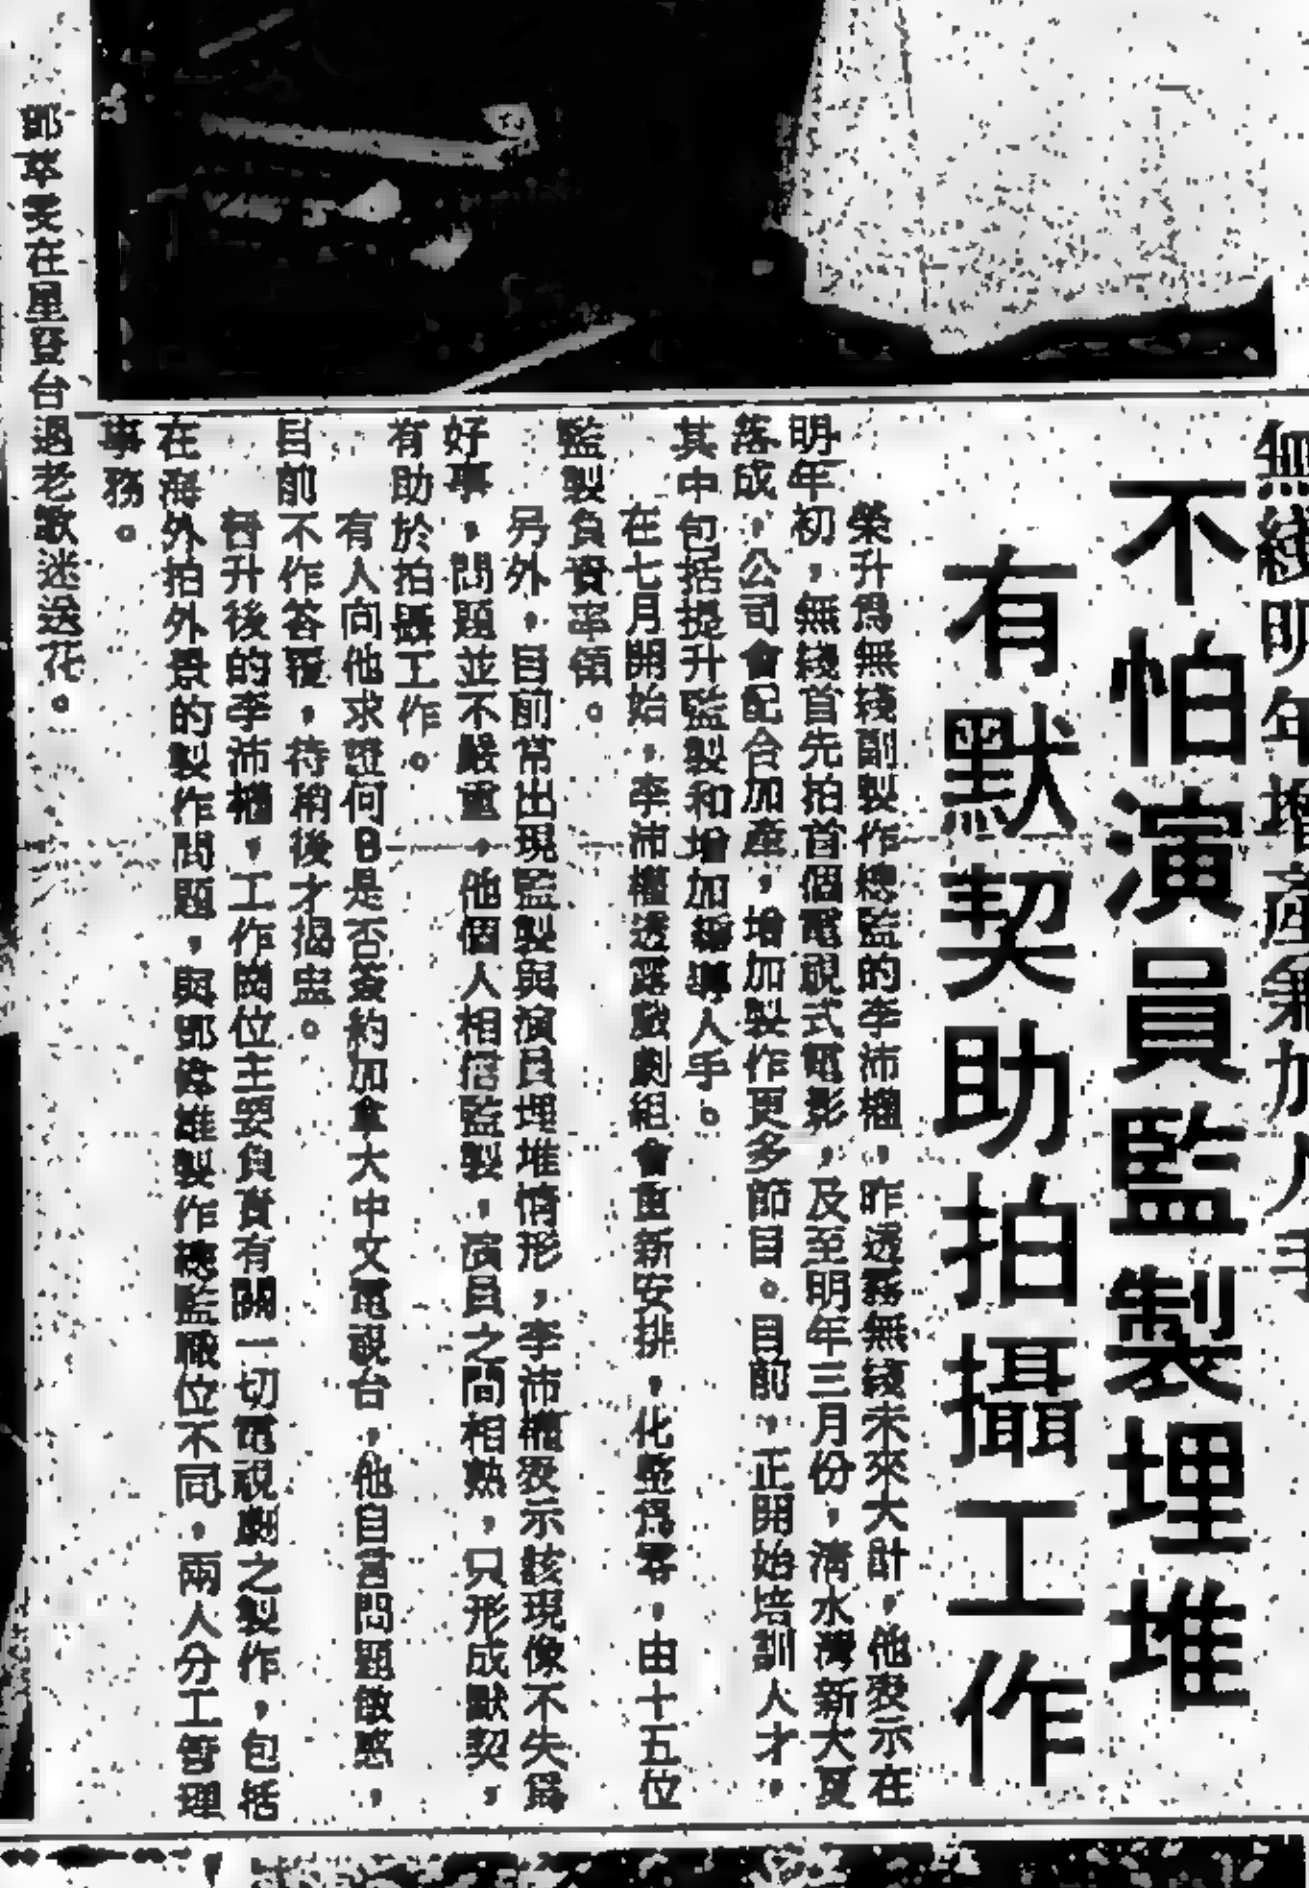 無綫明年增產兼加人手
不怕演員監製埋堆
有默契助拍攝工作
榮升爲無綫副製作總監的李沛權，昨透露無綫未來大計，他表示在
明年初，無綫首先拍首個電視式電影，及至明年三月份，清水灣新大厦
落成，公司會配合加產，增加製作更多節目。目前，正開始培訓人才，
其中包括提升監製和增加編導人手。
在七月開始，李沛權透露戲劇組會重新安排，化整爲零，由十五位
監製負責率領。
另外，目前常出現監製與演員埋堆情形，李沛權表示該現像不失爲
好事，問題並不嚴重，他個人相信監製，演員之間相熟，只形成默契，
有助於拍攝工作。
有人向他求證何B是否簽約加拿大中文電視台，他自言問題敏感，
目前不作答覆，待稍後才揭盅。
晉升後的李沛權，工作崗位主要負責有關一切電視劇之製作，包括
在海外拍外景的製作問題，與鄧偉雄製作總監職位不同，兩人分工管理
事務。
鄧翠雯在星登台過老歌迷送花。